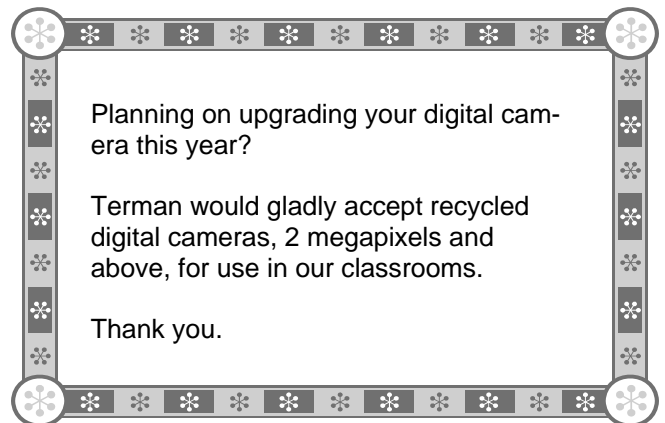 Planning on upgrading your digital cam-
era this year?
Terman would gladly accept recycled
digital cameras, 2 megapixels and
above, for use in our classrooms.
Thank you.